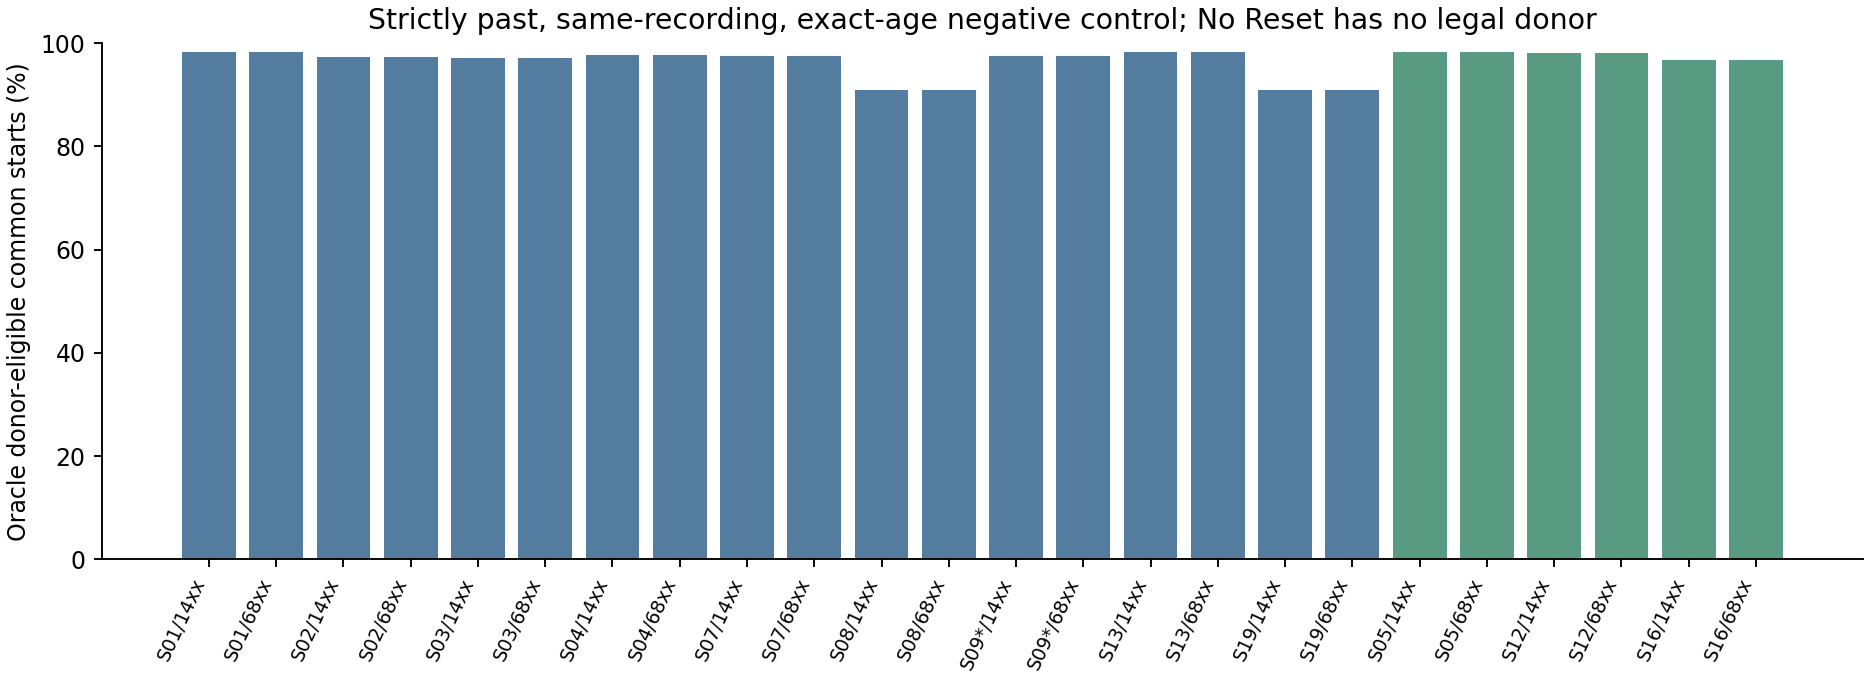 Strictly past, same-recording, exact-age negative control; No Reset has no legal donor
Oracle donor-eligible common starts (%)
100
80
60
40
20
0
S01/14xx
S01/68xx
S02/14xx
S02/68xx
S03/14xx
S03/68xx
S04/14xx
S04/68xx
S07/14xx
S07/68xx
S08/14xx
S08/68xx
S09*/14xx
S09*/68xx
S13/14xx
S13/68xx
S19/14xx
S19/68xx
S05/14xx
S05/68xx
S12/14xx
S12/68xx
S16/14xx
S16/68xx